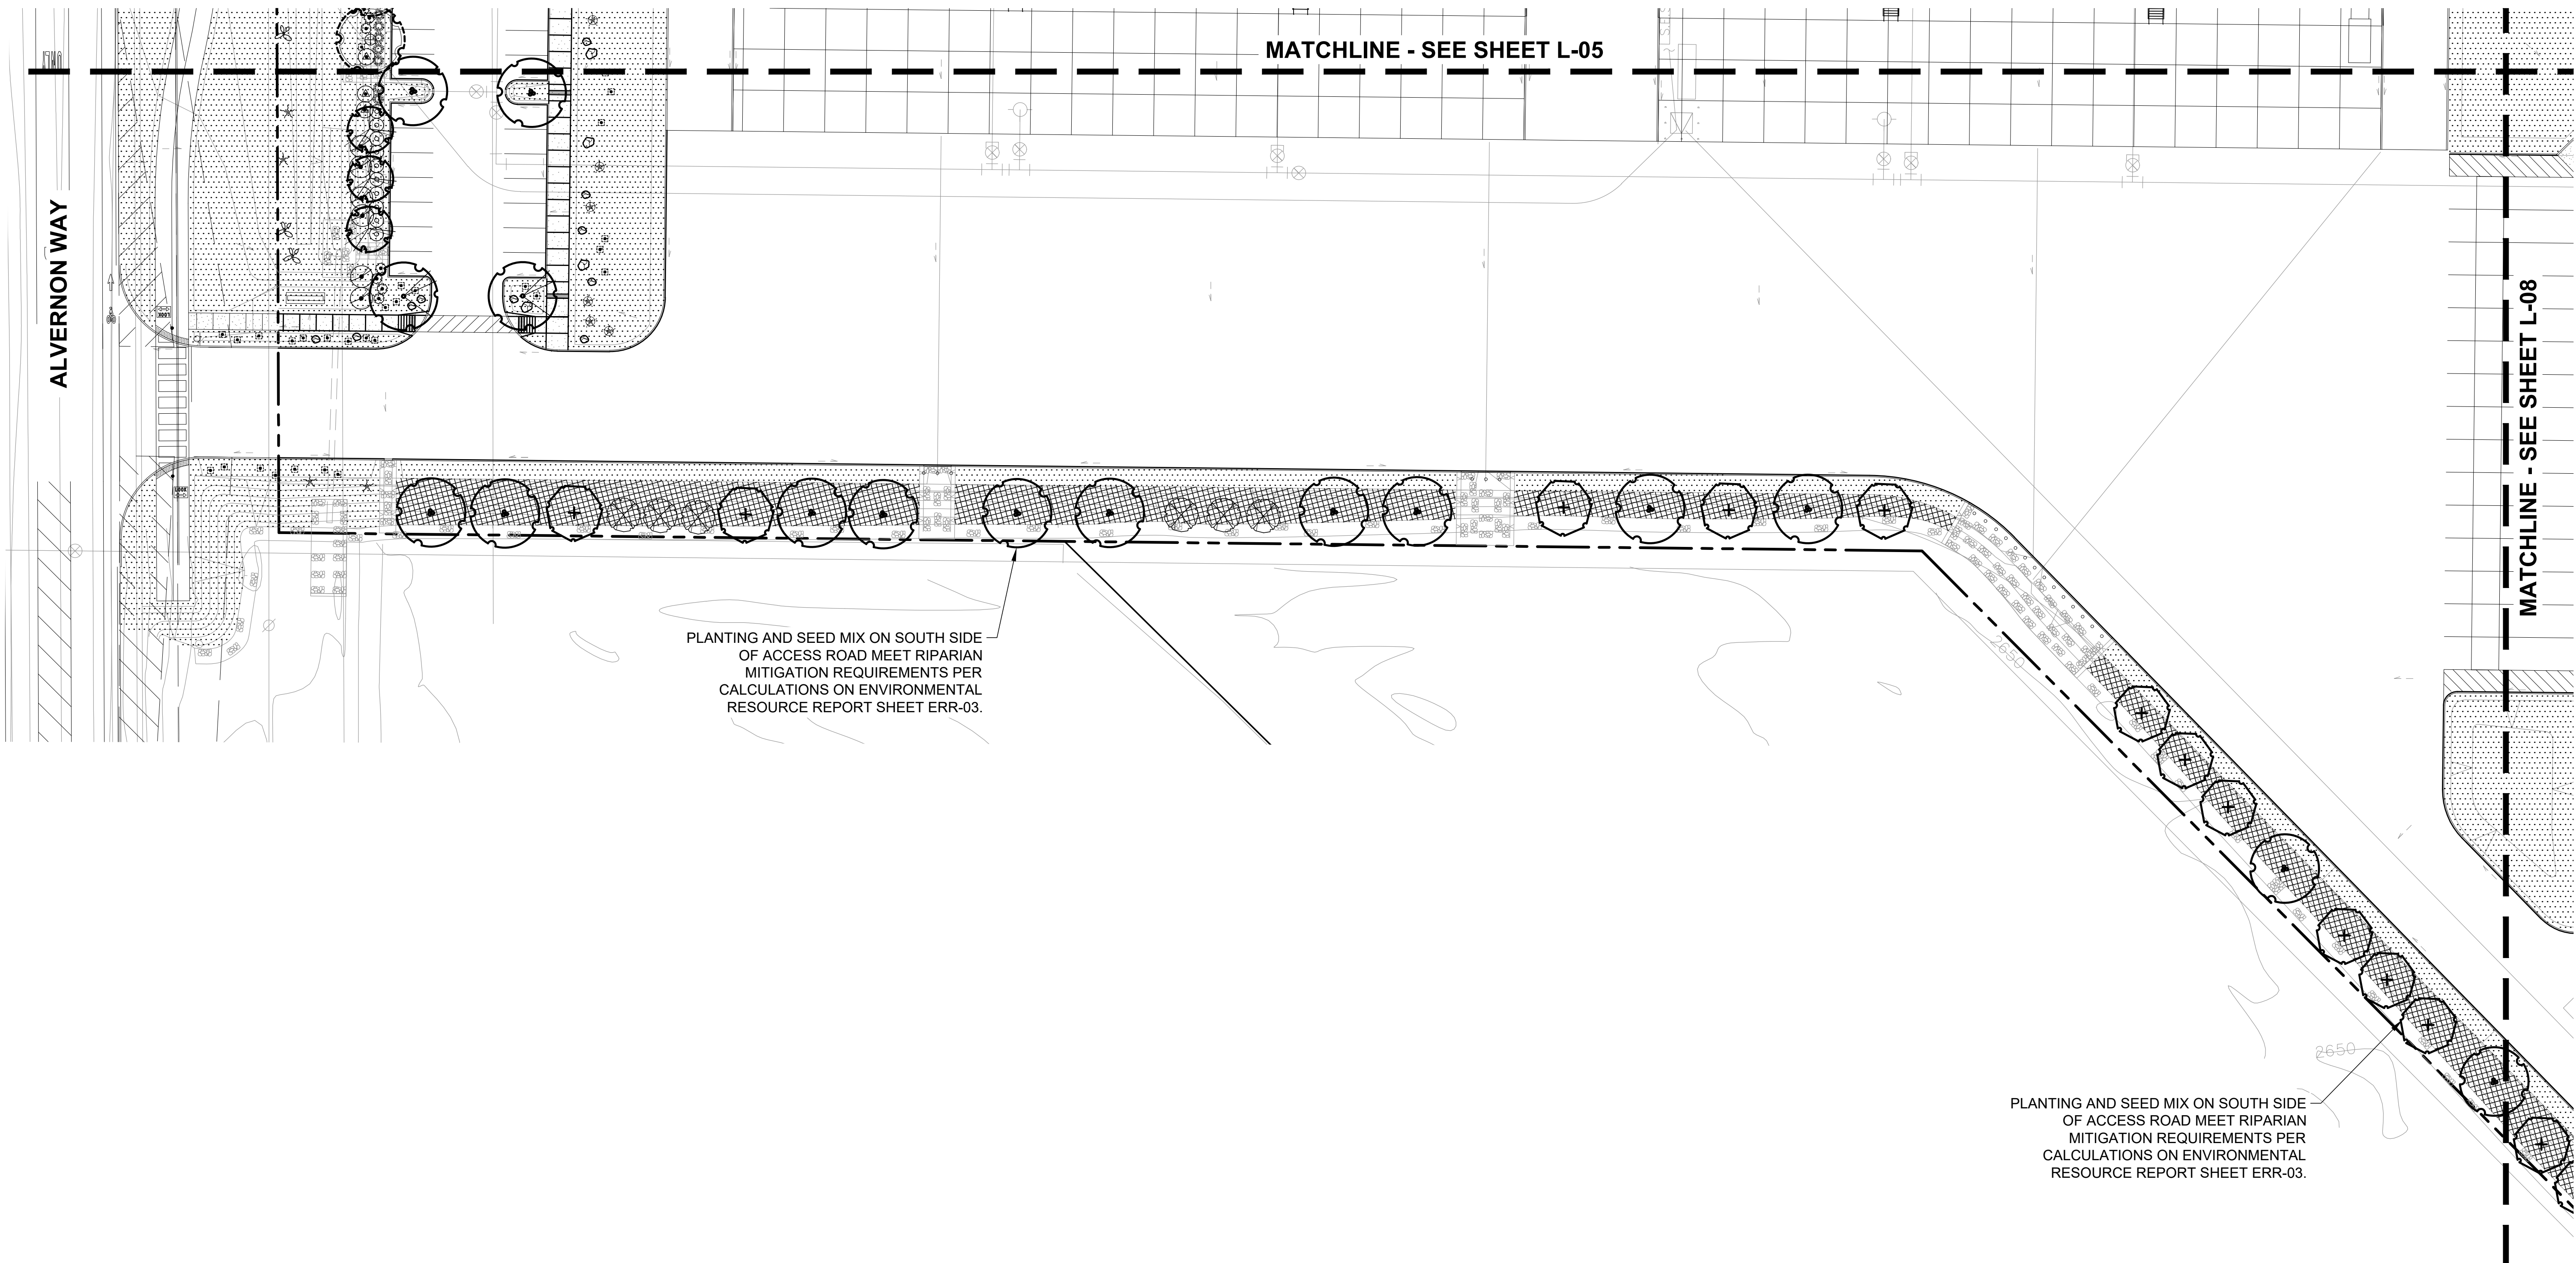 MATCHLINE - SEE SHEET L-05
ALVERNON WAY
MATCHLINE - SEE SHEET L-08
PLANTING AND SEED MIX ON SOUTH SIDE
OF ACCESS ROAD MEET RIPARIAN
MITIGATION REQUIREMENTS PER
CALCULATIONS ON ENVIRONMENTAL
RESOURCE REPORT SHEET ERR-03.
2650
2650
PLANTING AND SEED MIX ON SOUTH SIDE
OF ACCESS ROAD MEET RIPARIAN
MITIGATION REQUIREMENTS PER
CALCULATIONS ON ENVIRONMENTAL
RESOURCE REPORT SHEET ERR-03.